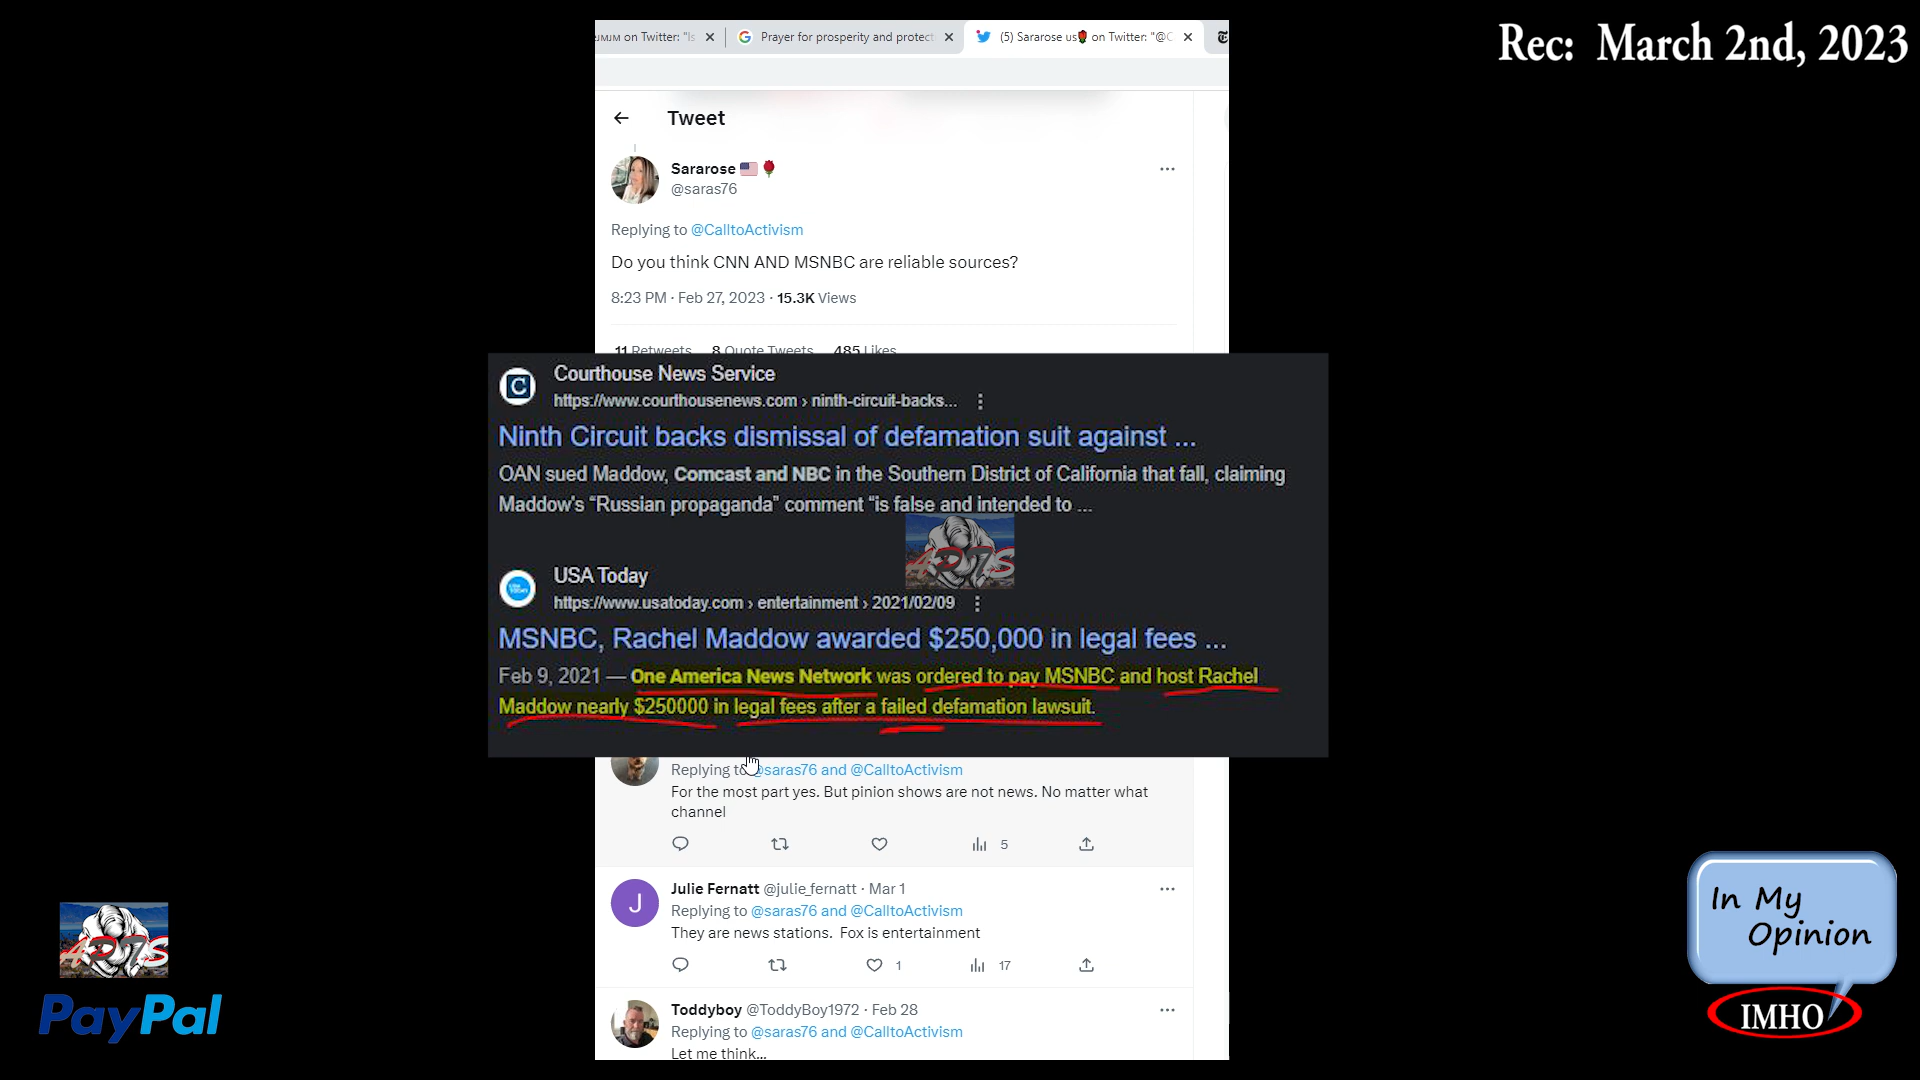 Rec: March 2nd, 2023
on Twitter: "Is
Prayer for prosperity and protect
(5) Sararose us🌹 on Twitter: "@C
Tweet
Sararose 🇺🇸🌹
@saras76
Replying to @CalltoActivism
Do you think CNN AND MSNBC are reliable sources?
8:23 PM · Feb 27, 2023 · 15.3K Views
11 Retweets 8 Quote Tweets 485 Likes
Courthouse News Service
https://www.courthousenews.com › ninth-circuit-backs...
Ninth Circuit backs dismissal of defamation suit against ...
OAN sued Maddow, Comcast and NBC in the Southern District of California that fall, claiming
Maddow's “Russian propaganda” comment “is false and intended to ...
USA Today
https://www.usatoday.com › entertainment › 2021/02/09
MSNBC, Rachel Maddow awarded $250,000 in legal fees ...
Feb 9, 2021 — One America News Network was ordered to pay MSNBC and host Rachel
Maddow nearly $250000 in legal fees after a failed defamation lawsuit.
Replying to @saras76 and @CalltoActivism
For the most part yes. But pinion shows are not news. No matter what
channel
5
Julie Fernatt @julie_fernatt · Mar 1
Replying to @saras76 and @CalltoActivism
They are news stations. Fox is entertainment
1 17
Toddyboy @ToddyBoy1972 · Feb 28
Replying to @saras76 and @CalltoActivism
Let me think...
J
PayPal
In My
Opinion
IMHO